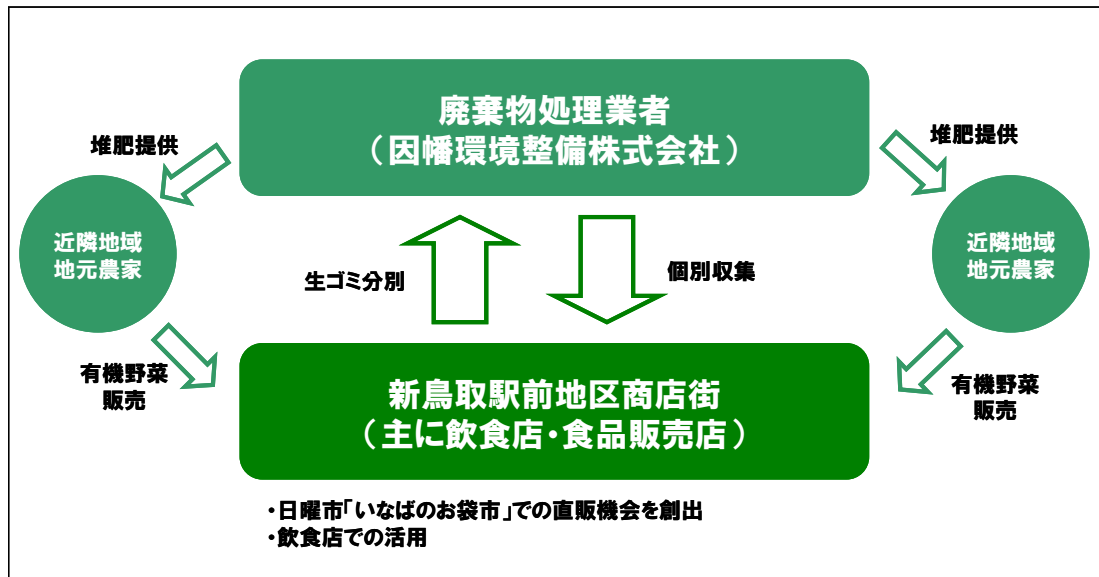 廃棄物処理業者
（因幡環境整備株式会社）
堆肥提供
堆肥提供
近隣地域
地元農家
近隣地域
地元農家
生ゴミ分別
個別収集
有機野菜
販売
有機野菜
販売
新鳥取駅前地区商店街
（主に飲食店・食品販売店）
・日曜市「いなばのお袋市」での直販機会を創出
・飲食店での活用